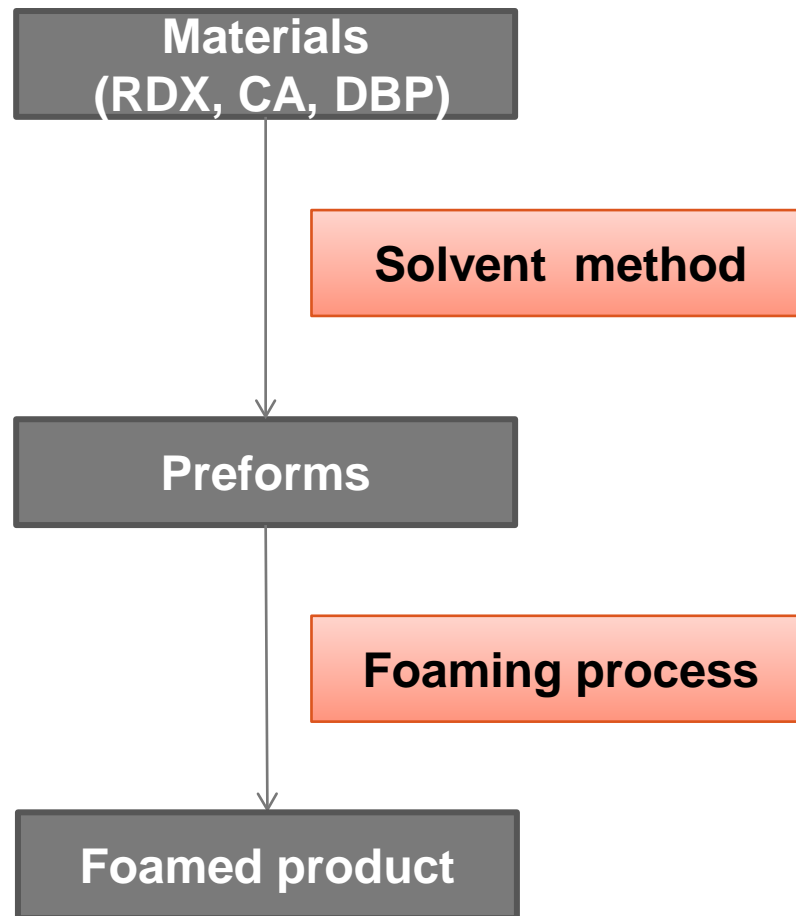 Materials
(RDX, CA, DBP)
Solvent method
Preforms
Foaming process
Foamed product